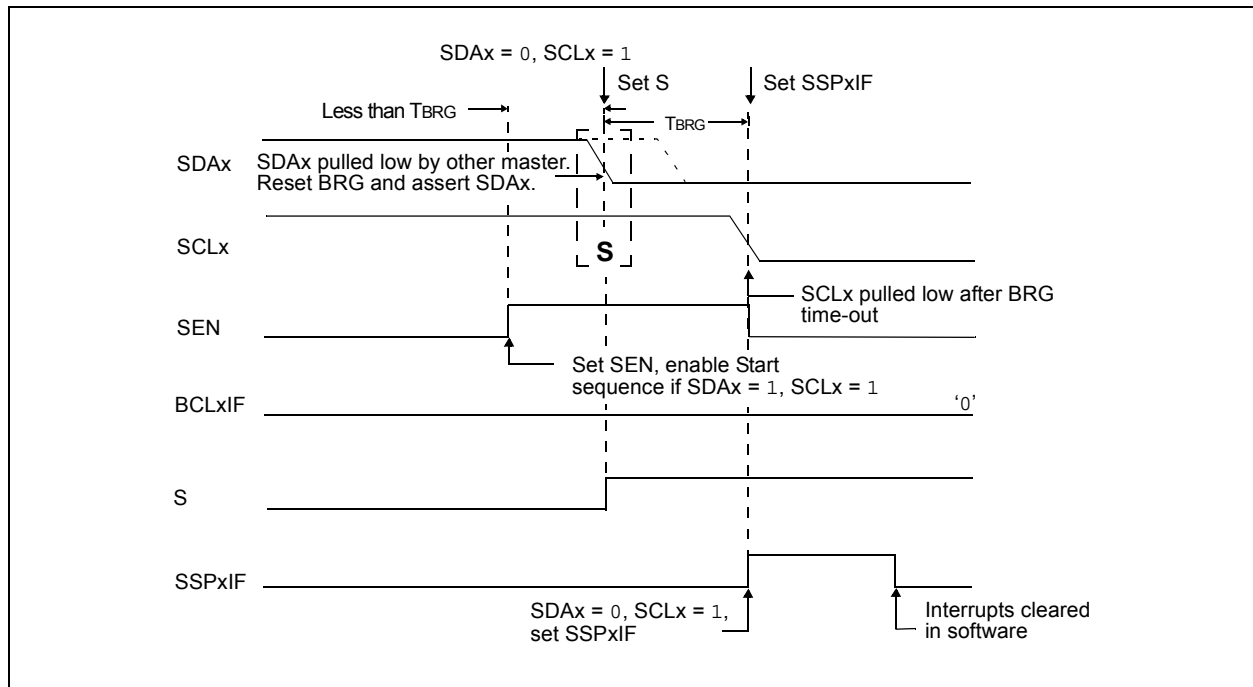 SDAx = 0, SCLx = 1
Set S
Set SSPxIF
Less than TBRG
TBRG
SDAx
SDAx pulled low by other master.
Reset BRG and assert SDAx.
SCLx
S
SCLx pulled low after BRG
time-out
SEN
Set SEN, enable Start
sequence if SDAx = 1, SCLx = 1
BCLxIF
‘0’
S
SSPxIF
SDAx = 0, SCLx = 1,
set SSPxIF
Interrupts cleared
in software